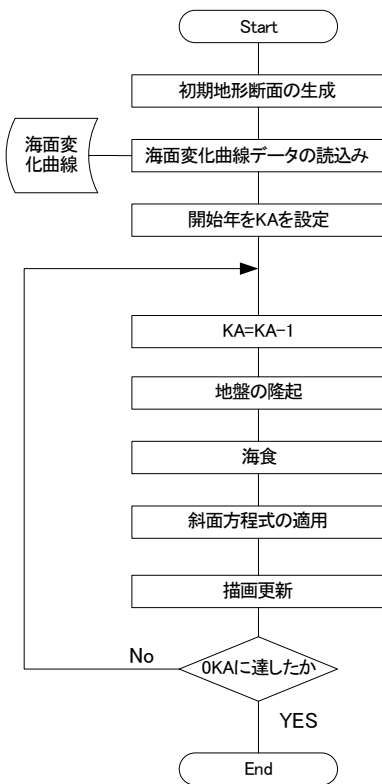 Start
初期地形断面の生成
海面変
化曲線
海面変化曲線データの読込み
開始年をKAを設定
KA=KA-1
地盤の隆起
海食
斜面方程式の適用
描画更新
0KAに達したか
No
YES
End